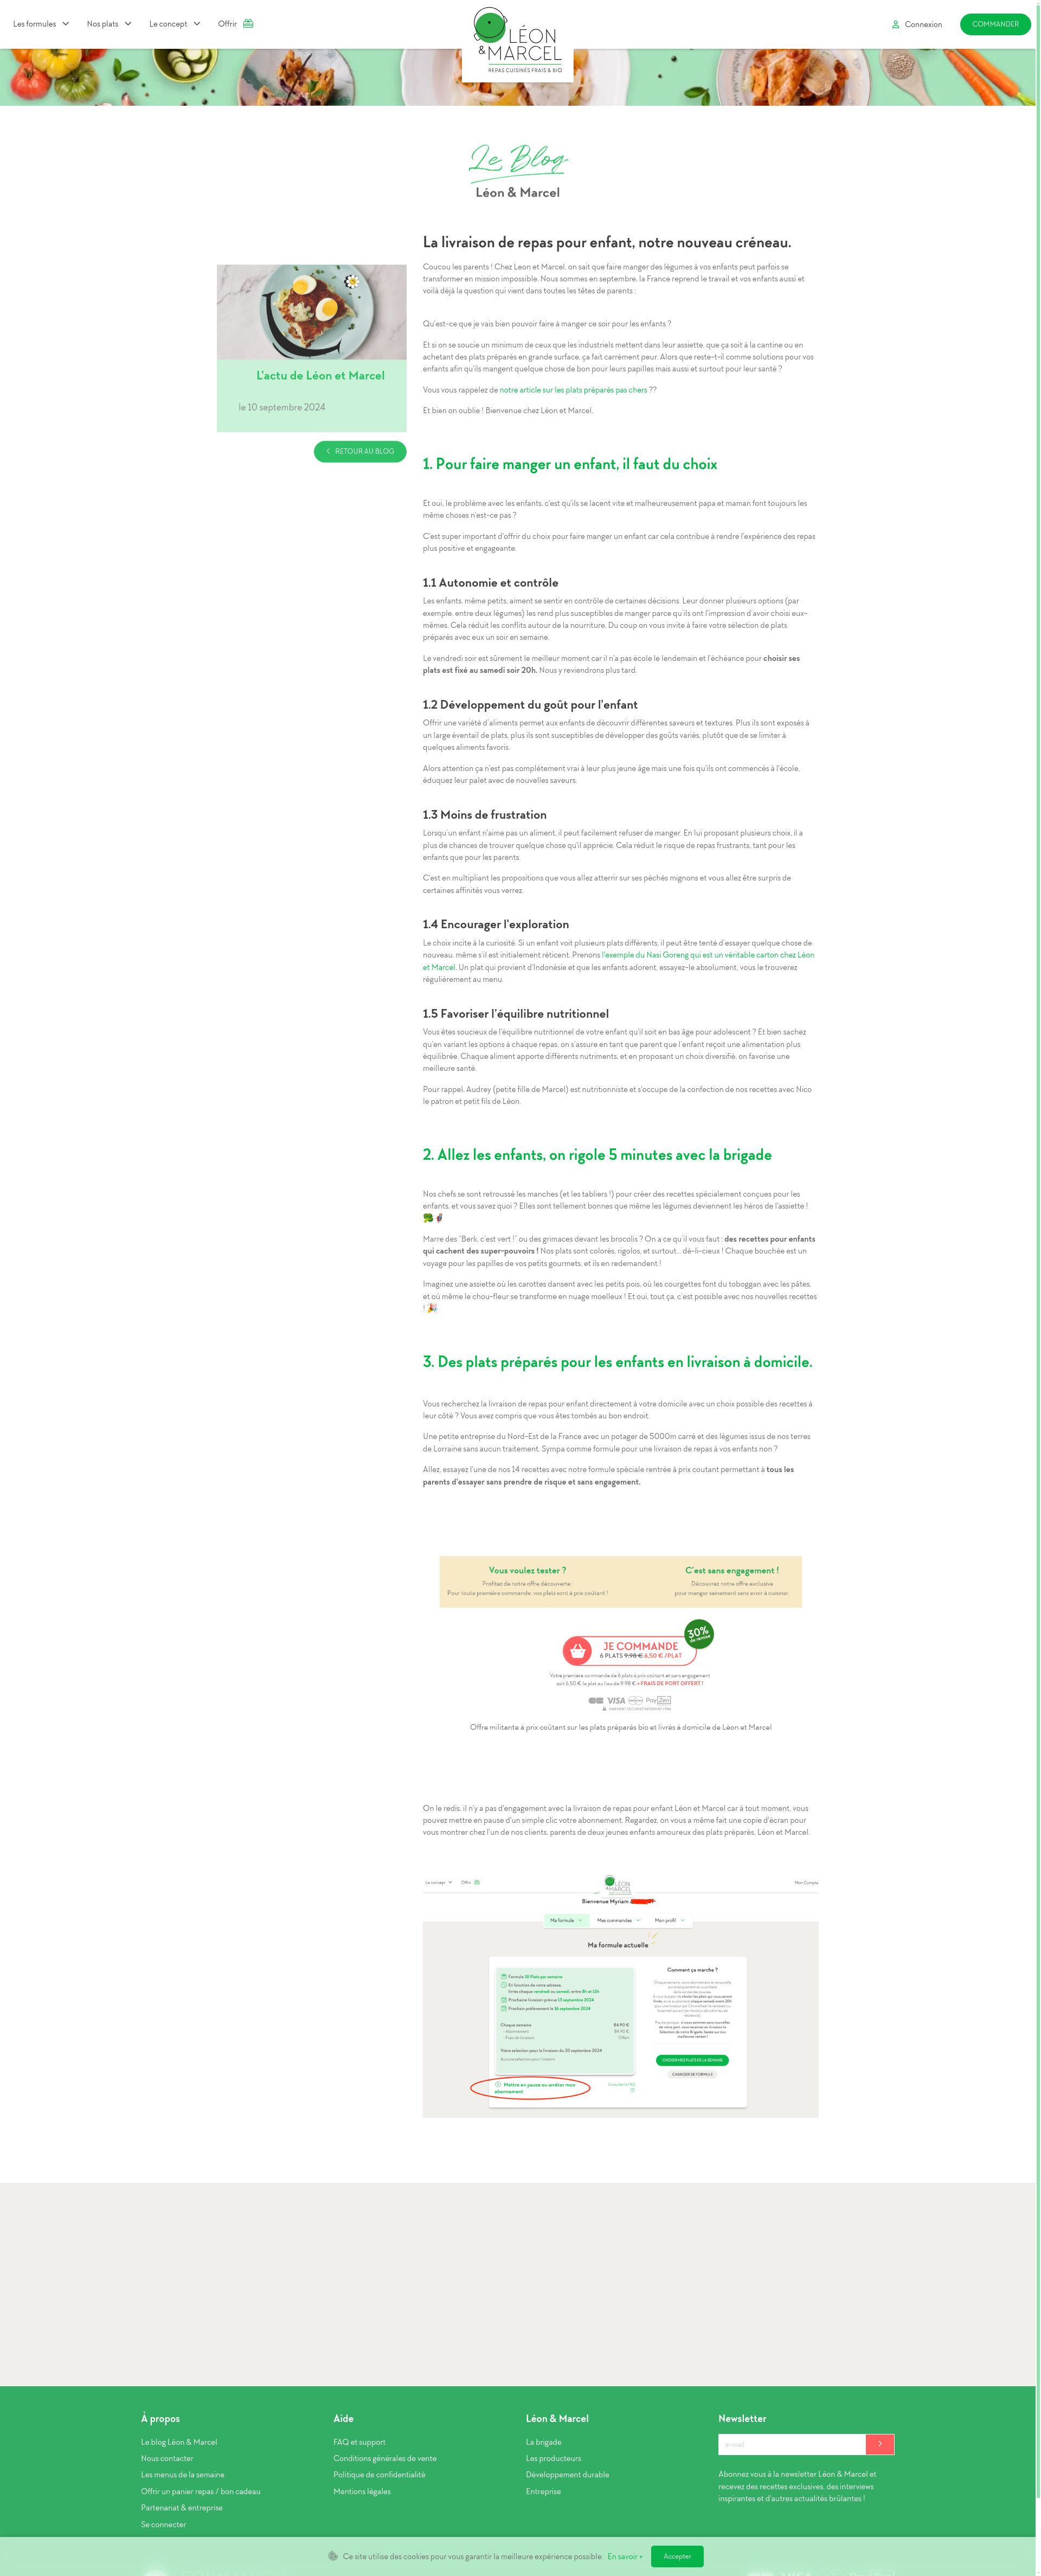 Les formules
Nos plats
Le concept
Offrir
LÉON
&MARCEL
REPAS CUISINÉS FRAIS & BIO
Connexion
COMMANDER
Le Blog
Léon & Marcel
L'actu de Léon et Marcel
le 10 septembre 2024
RETOUR AU BLOG
La livraison de repas pour enfant, notre nouveau créneau.
Coucou les parents ! Chez Leon et Marcel, on sait que faire manger des légumes à vos enfants peut parfois se
transformer en mission impossible. Nous sommes en septembre, la France reprend le travail et vos enfants aussi et
voilà déjà la question qui vient dans toutes les têtes de parents :
Qu'est-ce que je vais bien pouvoir faire à manger ce soir pour les enfants ?
Et si on se soucie un minimum de ceux que les industriels mettent dans leur assiette, que ça soit à la cantine ou en
achetant des plats préparés en grande surface, ça fait carrément peur. Alors que reste-t-il comme solutions pour vos
enfants afin qu'ils mangent quelque chose de bon pour leurs papilles mais aussi et surtout pour leur santé ?
Vous vous rappelez de notre article sur les plats préparés pas chers ??
Et bien on oublie ! Bienvenue chez Léon et Marcel.
1. Pour faire manger un enfant, il faut du choix
Et oui, le problème avec les enfants, c'est qu'ils se lacent vite et malheureusement papa et maman font toujours les
même choses n'est-ce pas ?
C'est super important d'offrir du choix pour faire manger un enfant car cela contribue à rendre l'expérience des repas
plus positive et engageante.
1.1 Autonomie et contrôle
Les enfants, même petits, aiment se sentir en contrôle de certaines décisions. Leur donner plusieurs options (par
exemple, entre deux légumes) les rend plus susceptibles de manger parce qu'ils ont l'impression d'avoir choisi eux-
mêmes. Cela réduit les conflits autour de la nourriture. Du coup on vous invite à faire votre sélection de plats
préparés avec eux un soir en semaine.
Le vendredi soir est sûrement le meilleur moment car il n'a pas école le lendemain et l'échéance pour choisir ses
plats est fixé au samedi soir 20h. Nous y reviendrons plus tard.
1.2 Développement du goût pour l'enfant
Offrir une variété d'aliments permet aux enfants de découvrir différentes saveurs et textures. Plus ils sont exposés à
un large éventail de plats, plus ils sont susceptibles de développer des goûts variés, plutôt que de se limiter à
quelques aliments favoris.
Alors attention ça n'est pas complètement vrai à leur plus jeune âge mais une fois qu'ils ont commencés à l'école,
éduquez leur palet avec de nouvelles saveurs.
1.3 Moins de frustration
Lorsqu'un enfant n'aime pas un aliment, il peut facilement refuser de manger. En lui proposant plusieurs choix, il a
plus de chances de trouver quelque chose qu'il apprécie. Cela réduit le risque de repas frustrants, tant pour les
enfants que pour les parents.
C'est en multipliant les propositions que vous allez atterrir sur ses péchés mignons et vous allez être surpris de
certaines affinités vous verrez.
1.4 Encourager l'exploration
Le choix incite à la curiosité. Si un enfant voit plusieurs plats différents, il peut être tenté d'essayer quelque chose de
nouveau, même s'il est initialement réticent. Prenons l'exemple du Nasi Goreng qui est un véritable carton chez Léon
et Marcel. Un plat qui provient d'Indonésie et que les enfants adorent, essayez-le absolument, vous le trouverez
régulièrement au menu.
1.5 Favoriser l'équilibre nutritionnel
Vous êtes soucieux de l'équilibre nutritionnel de votre enfant qu'il soit en bas âge pour adolescent ? Et bien sachez
qu'en variant les options à chaque repas, on s'assure en tant que parent que l'enfant reçoit une alimentation plus
équilibrée. Chaque aliment apporte différents nutriments, et en proposant un choix diversifié, on favorise une
meilleure santé.
Pour rappel, Audrey (petite fille de Marcel) est nutritionniste et s'occupe de la confection de nos recettes avec Nico
le patron et petit fils de Léon.
2. Allez les enfants, on rigole 5 minutes avec la brigade
Nos chefs se sont retroussé les manches (et les tabliers !) pour créer des recettes spécialement conçues pour les
enfants, et vous savez quoi ? Elles sont tellement bonnes que même les légumes deviennent les héros de l'assiette !
🥦🦸
Marre des "Berk, c'est vert !" ou des grimaces devant les brocolis ? On a ce qu'il vous faut : des recettes pour enfants
qui cachent des super-pouvoirs ! Nos plats sont colorés, rigolos, et surtout... dé-li-cieux ! Chaque bouchée est un
voyage pour les papilles de vos petits gourmets, et ils en redemandent !
Imaginez une assiette où les carottes dansent avec les petits pois, où les courgettes font du toboggan avec les pâtes,
et où même le chou-fleur se transforme en nuage moelleux ! Et oui, tout ça, c'est possible avec nos nouvelles recettes
! 🎉
3. Des plats préparés pour les enfants en livraison à domicile.
Vous recherchez la livraison de repas pour enfant directement à votre domicile avec un choix possible des recettes à
leur côté ? Vous avez compris que vous êtes tombés au bon endroit.
Une petite entreprise du Nord-Est de la France avec un potager de 5000m carré et des légumes issus de nos terres
de Lorraine sans aucun traitement. Sympa comme formule pour une livraison de repas à vos enfants non ?
Allez, essayez l'une de nos 14 recettes avec notre formule spéciale rentrée à prix coutant permettant à tous les
parents d'essayer sans prendre de risque et sans engagement.
Vous voulez tester ?
Profitez de notre offre découverte :
Pour toute première commande, vos plats sont à prix coûtant !
C'est sans engagement !
Découvrez notre offre exclusive
pour manger sainement sans avoir à cuisiner.
30%
de remise
JE COMMANDE
6 PLATS 9,98 € 6,50 € /PLAT
Votre première commande de 6 plats à prix coûtant et sans engagement
soit 6,50 € le plat au lieu de 9.98 € + FRAIS DE PORT OFFERT !
VISA
PayZen
Offre militante à prix coûtant sur les plats préparés bio et livrés à domicile de Léon et Marcel
On le redis, il n'y a pas d'engagement avec la livraison de repas pour enfant Léon et Marcel car à tout moment, vous
pouvez mettre en pause d'un simple clic votre abonnement. Regardez, on vous a même fait une copie d'écran pour
vous montrer chez l'un de nos clients, parents de deux jeunes enfants amoureux des plats préparés, Léon et Marcel.
Le concept
Offrir
LÉON
&MARCEL
Mon Compte
Bienvenue Myriam
Ma formule
Mes commandes
Mon profil
Ma formule actuelle
Formule 10 Plats par semaine
En fonction de votre adresse,
livrée chaque vendredi ou samedi, entre 8h et 13h
Prochaine livraison prévue 13 septembre 2024
Prochain prélèvement le 16 septembre 2024
Chaque semaine
84.90 €
- Abonnement
84.90 €
- Frais de livraison
Offert
Votre sélection pour la livraison du 20 septembre 2024
Aucune sélection pour l'instant
Mettre en pause ou arrêter mon
abonnement
Consulter la FAQ
Comment ça marche ?
CHOISIR MES PLATS DE LA SEMAINE
CHANGER DE FORMULE
À propos
Le blog Léon & Marcel
Nous contacter
Les menus de la semaine
Offrir un panier repas / bon cadeau
Partenariat & entreprise
Se connecter
Aide
FAQ et support
Conditions générales de vente
Politique de confidentialité
Mentions légales
Léon & Marcel
La brigade
Les producteurs
Développement durable
Entreprise
Newsletter
e-mail
Abonnez vous à la newsletter Léon & Marcel et
recevez des recettes exclusives, des interviews
inspirantes et d'autres actualités brûlantes !
Ce site utilise des cookies pour vous garantir la meilleure expérience possible. En savoir +
Accepter